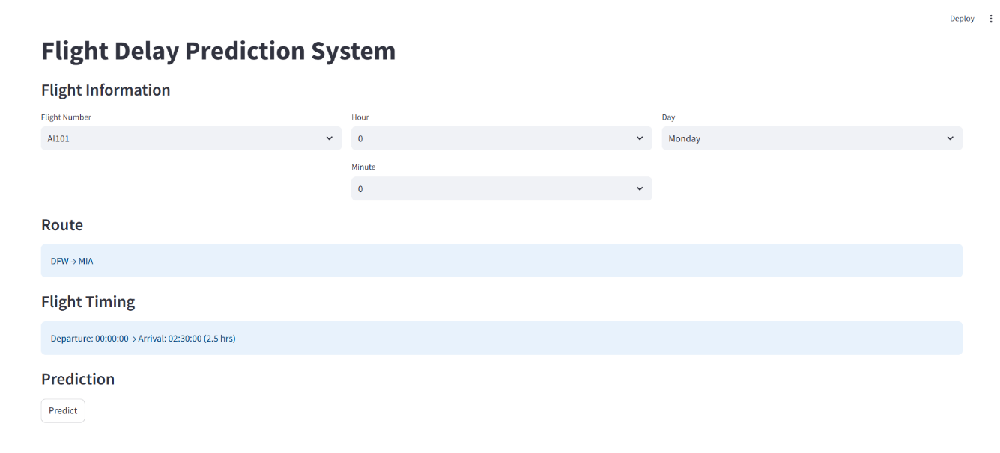 Deploy
Flight Delay Prediction System
Flight Information
Flight Number
Hour
Day
AI101
0
Monday
Minute
0
Route
DFW → MIA
Flight Timing
Departure: 00:00:00 → Arrival: 02:30:00 (2.5 hrs)
Prediction
Predict